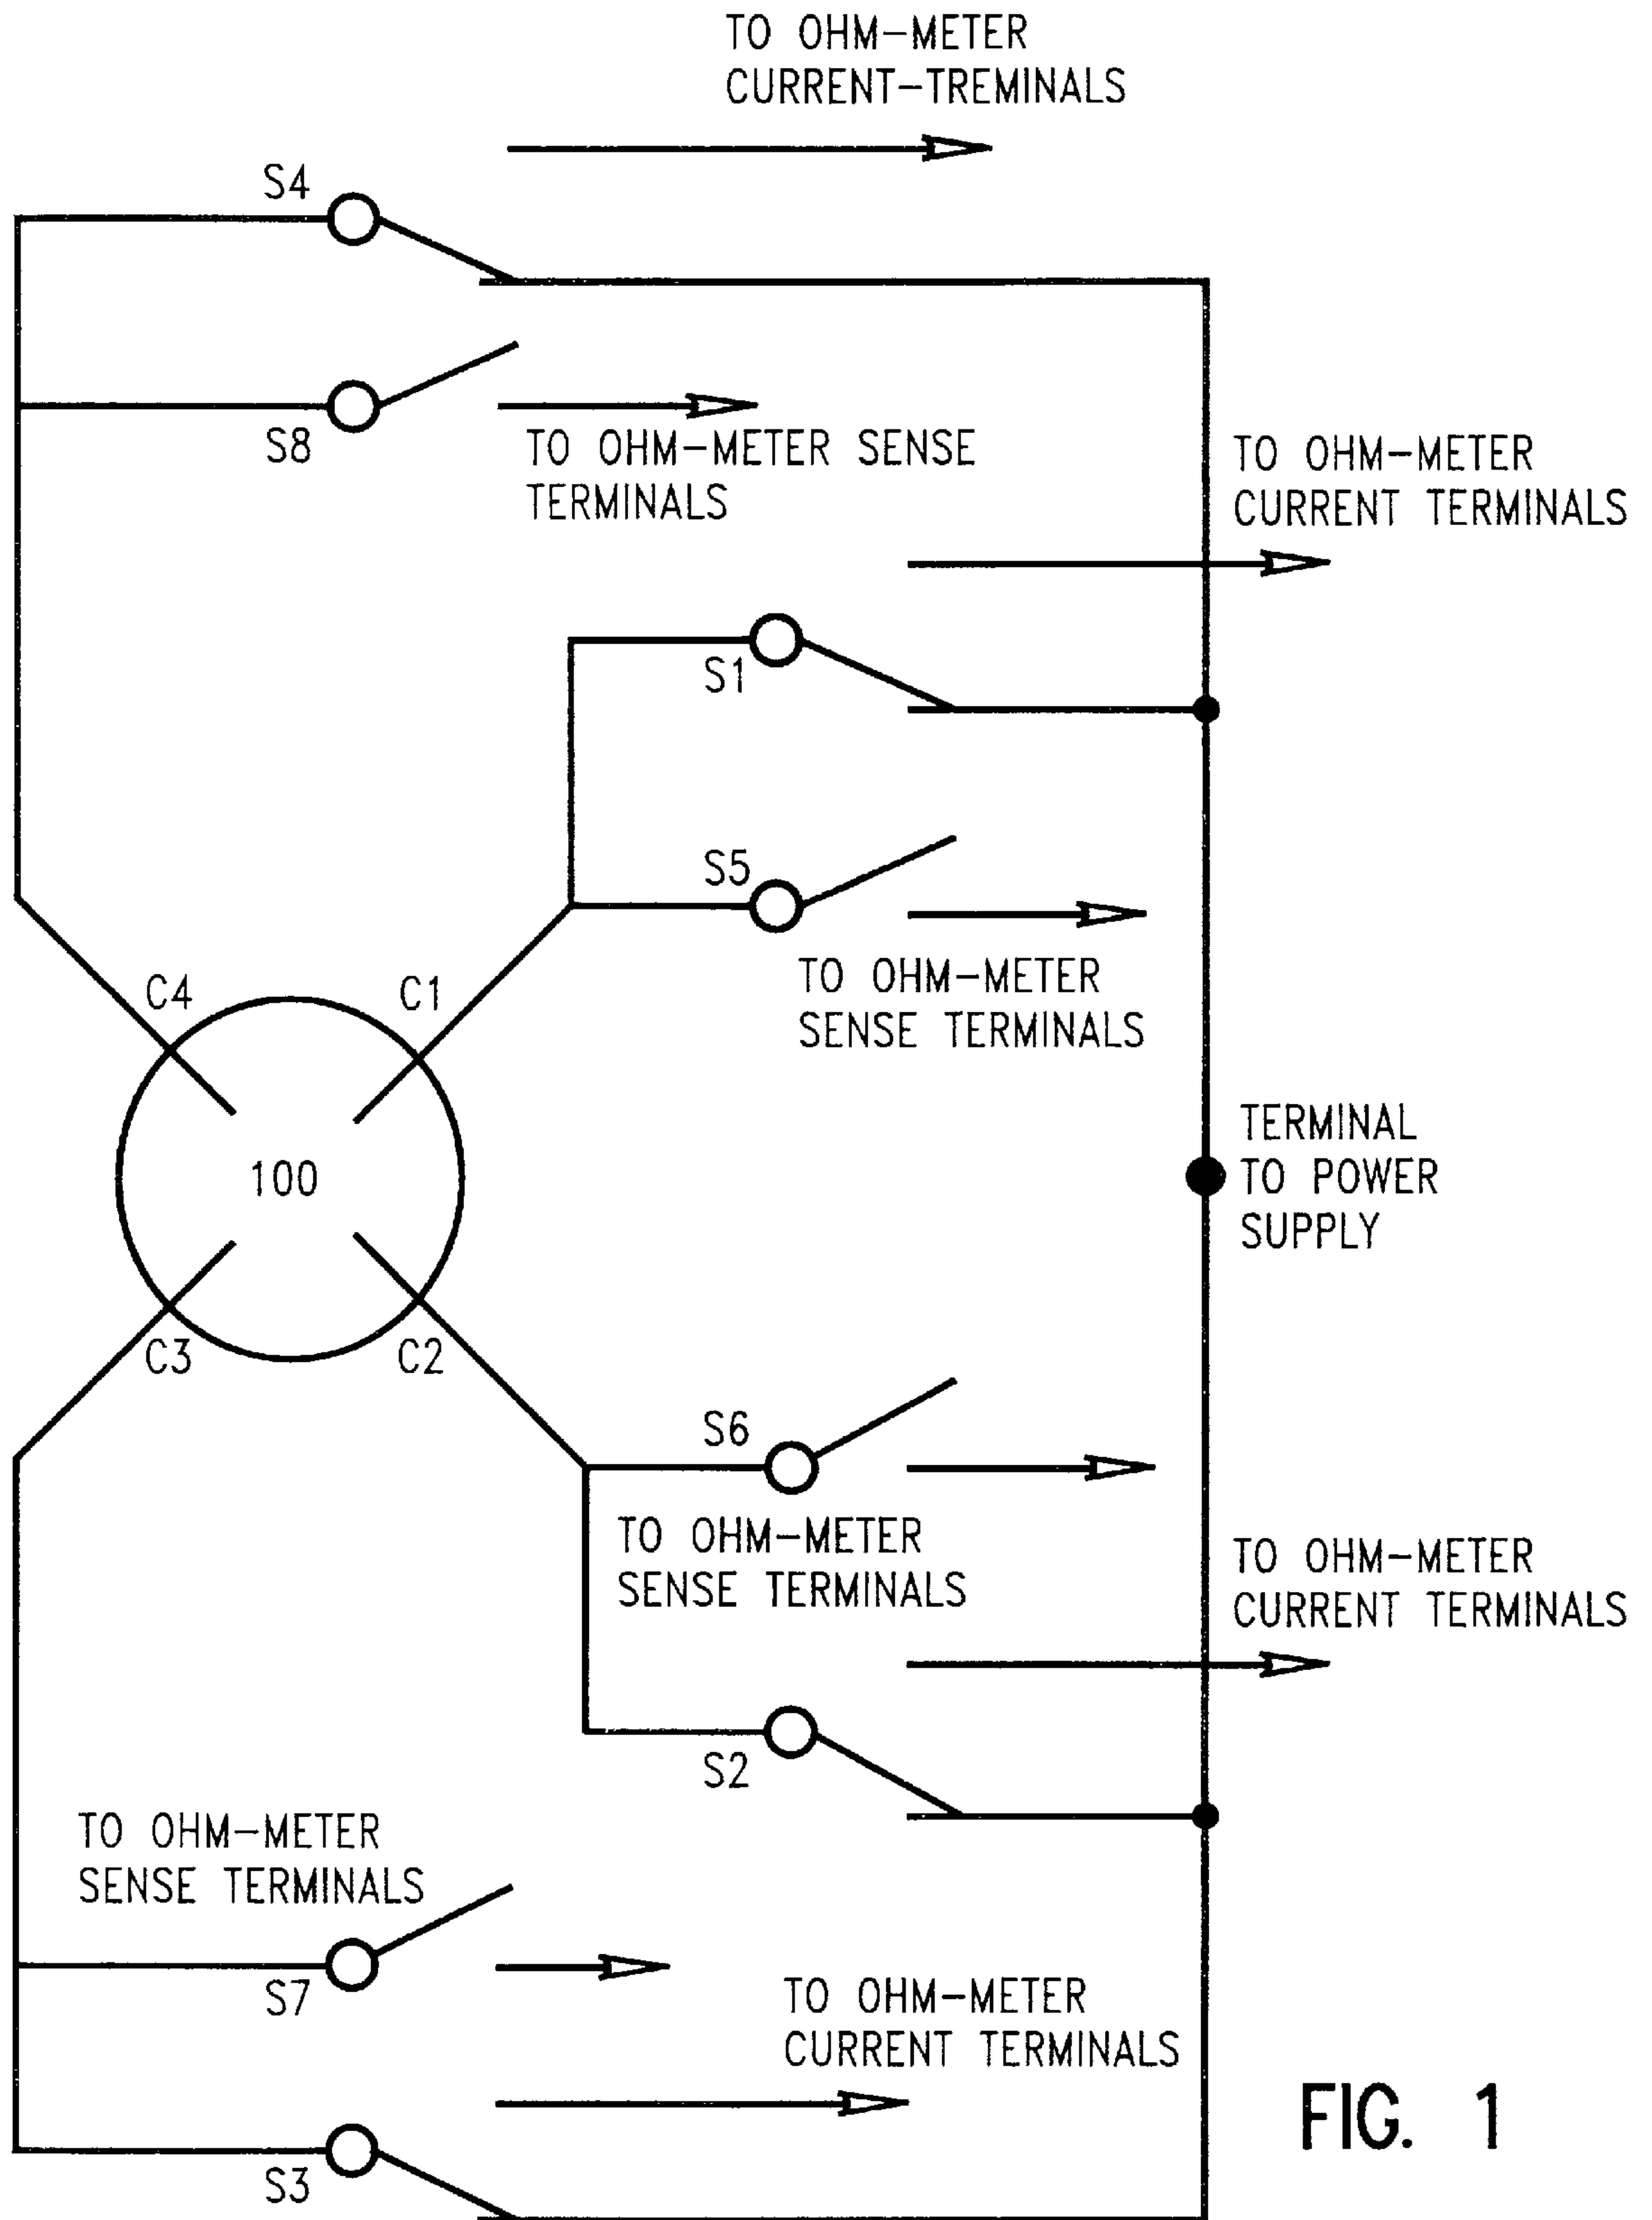 TO OHM-METER
CURRENT-TREMINALS
S4
S8
TO OHM-METER SENSE
TERMINALS
TO OHM-METER
CURRENT TERMINALS
S1
S5
TO OHM-METER
SENSE TERMINALS
C4
C1
100
TERMINAL
TO POWER
SUPPLY
C3
C2
S6
TO OHM-METER
SENSE TERMINALS
TO OHM-METER
CURRENT TERMINALS
S2
TO OHM-METER
SENSE TERMINALS
S7
TO OHM-METER
CURRENT TERMINALS
S3
FIG. 1